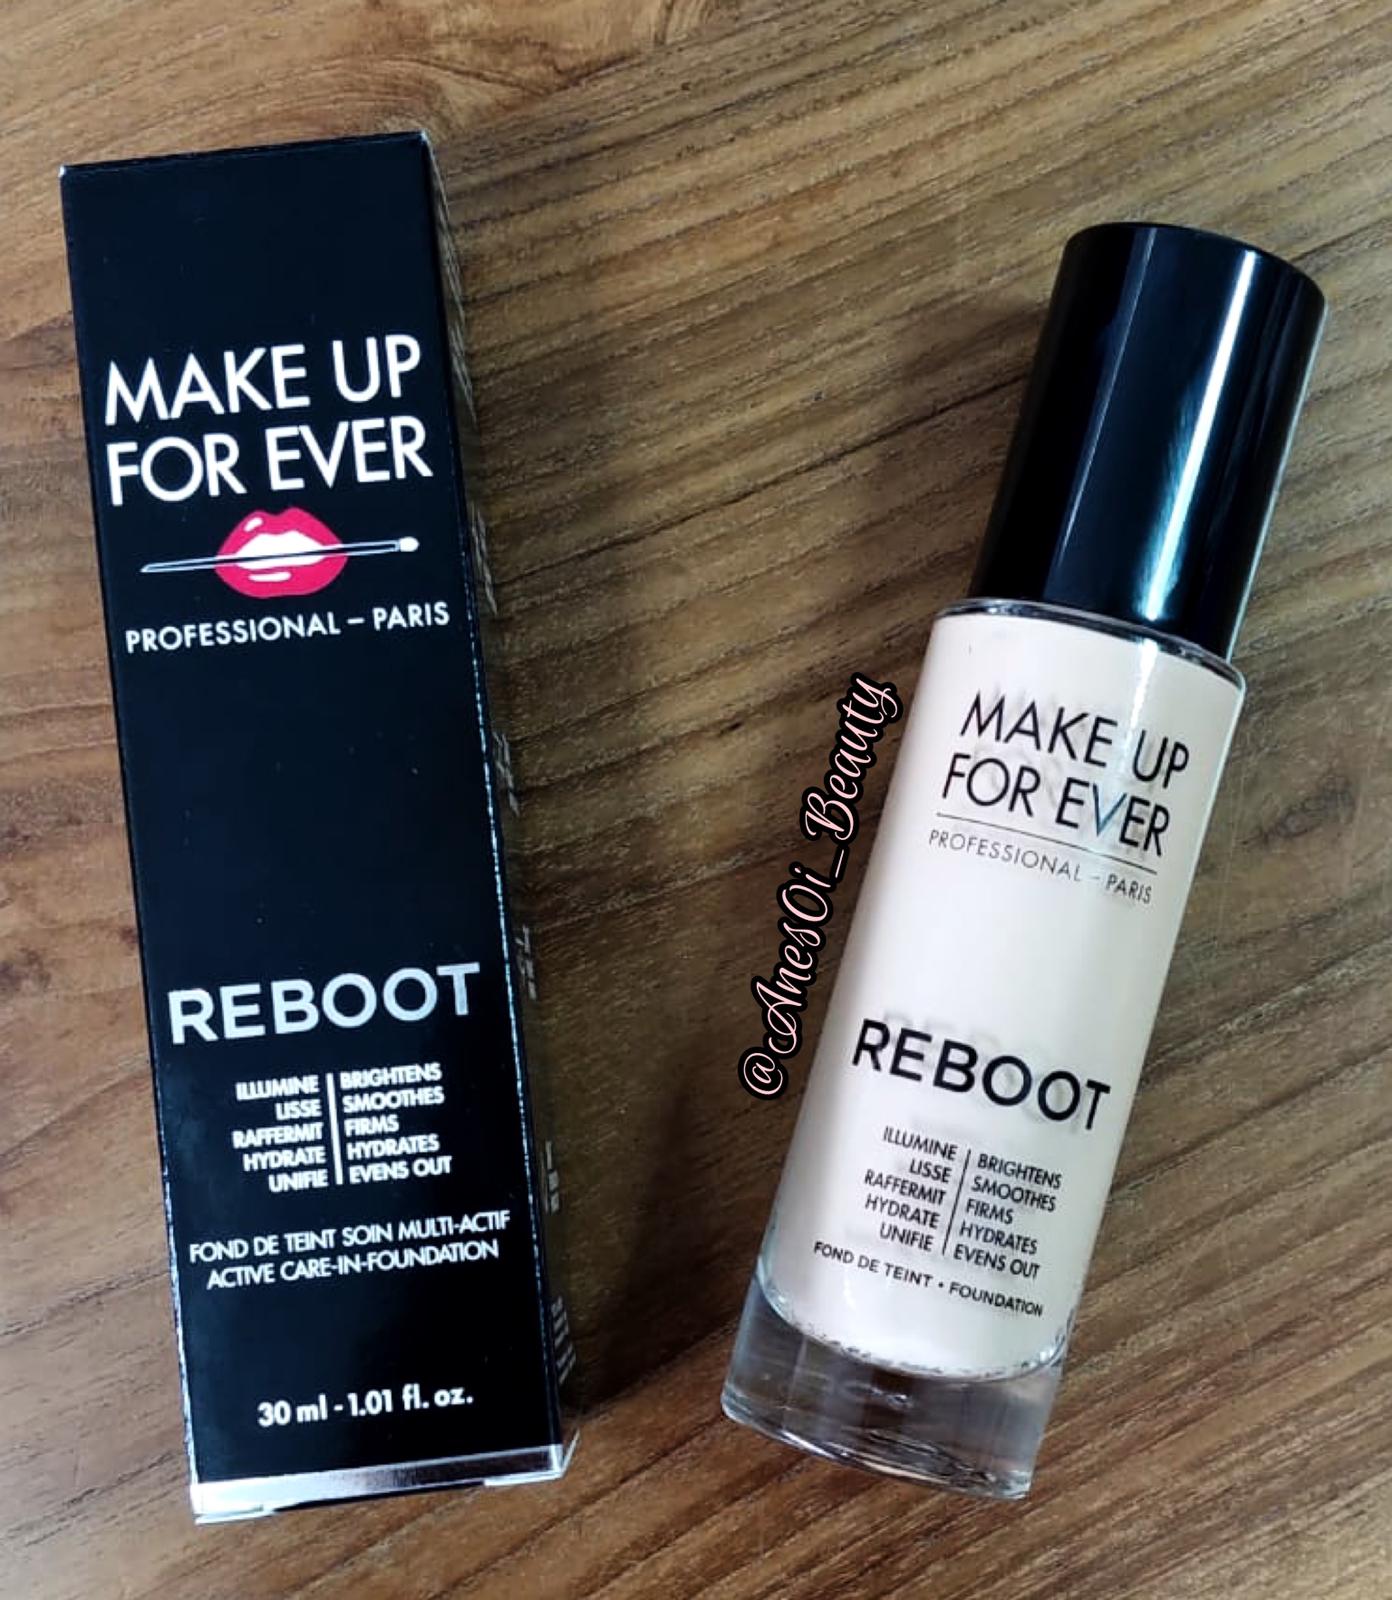 MAKE UP
FOR EVER
PROFESSIONAL – PARIS
REBOOT
ILLUMINE | BRIGHTENS
LISSE | SMOOTHES
RAFFERMIT | FIRMS
HYDRATE | HYDRATES
UNIFIE | EVENS OUT
FOND DE TEINT SOIN MULTI-ACTIF
ACTIVE CARE-IN-FOUNDATION
30 ml - 1.01 fl. oz.
@AnesOi_Beauty
MAKE UP
FOR EVER
PROFESSIONAL – PARIS
REBOOT
ILLUMINE | BRIGHTENS
LISSE | SMOOTHES
RAFFERMIT | FIRMS
HYDRATE | HYDRATES
UNIFIE | EVENS OUT
FOND DE TEINT • FOUNDATION